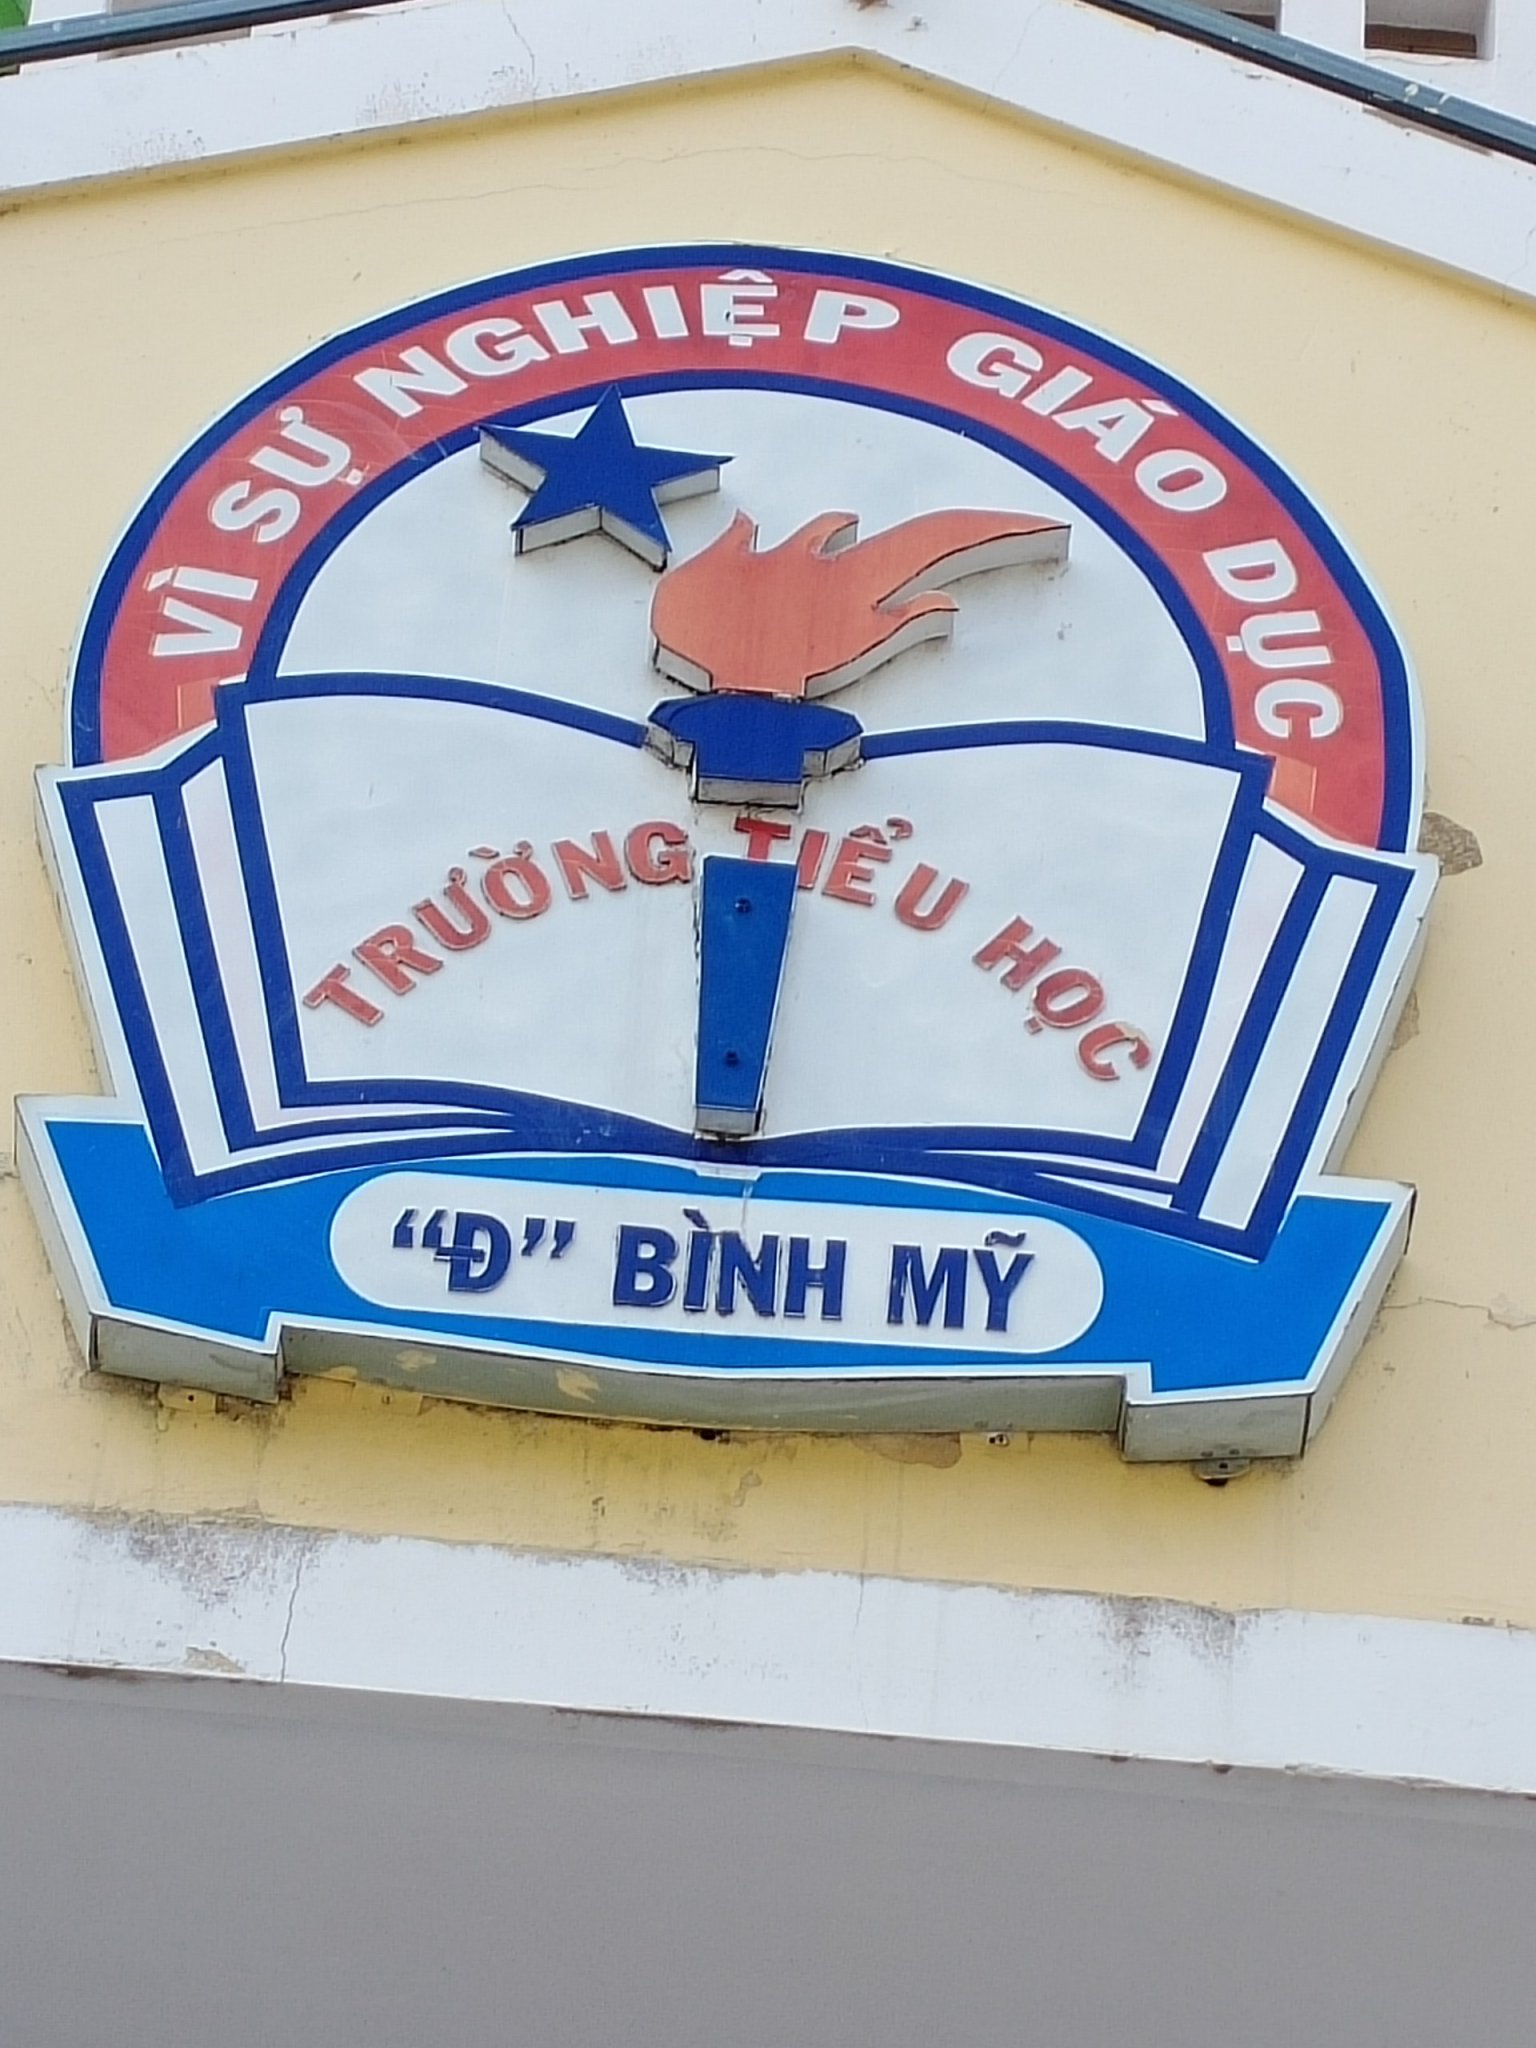 VÌ SỰ NGHIỆP GIÁO DỤC
TRƯỜNG TIỂU HỌC
“Đ” BÌNH MỸ